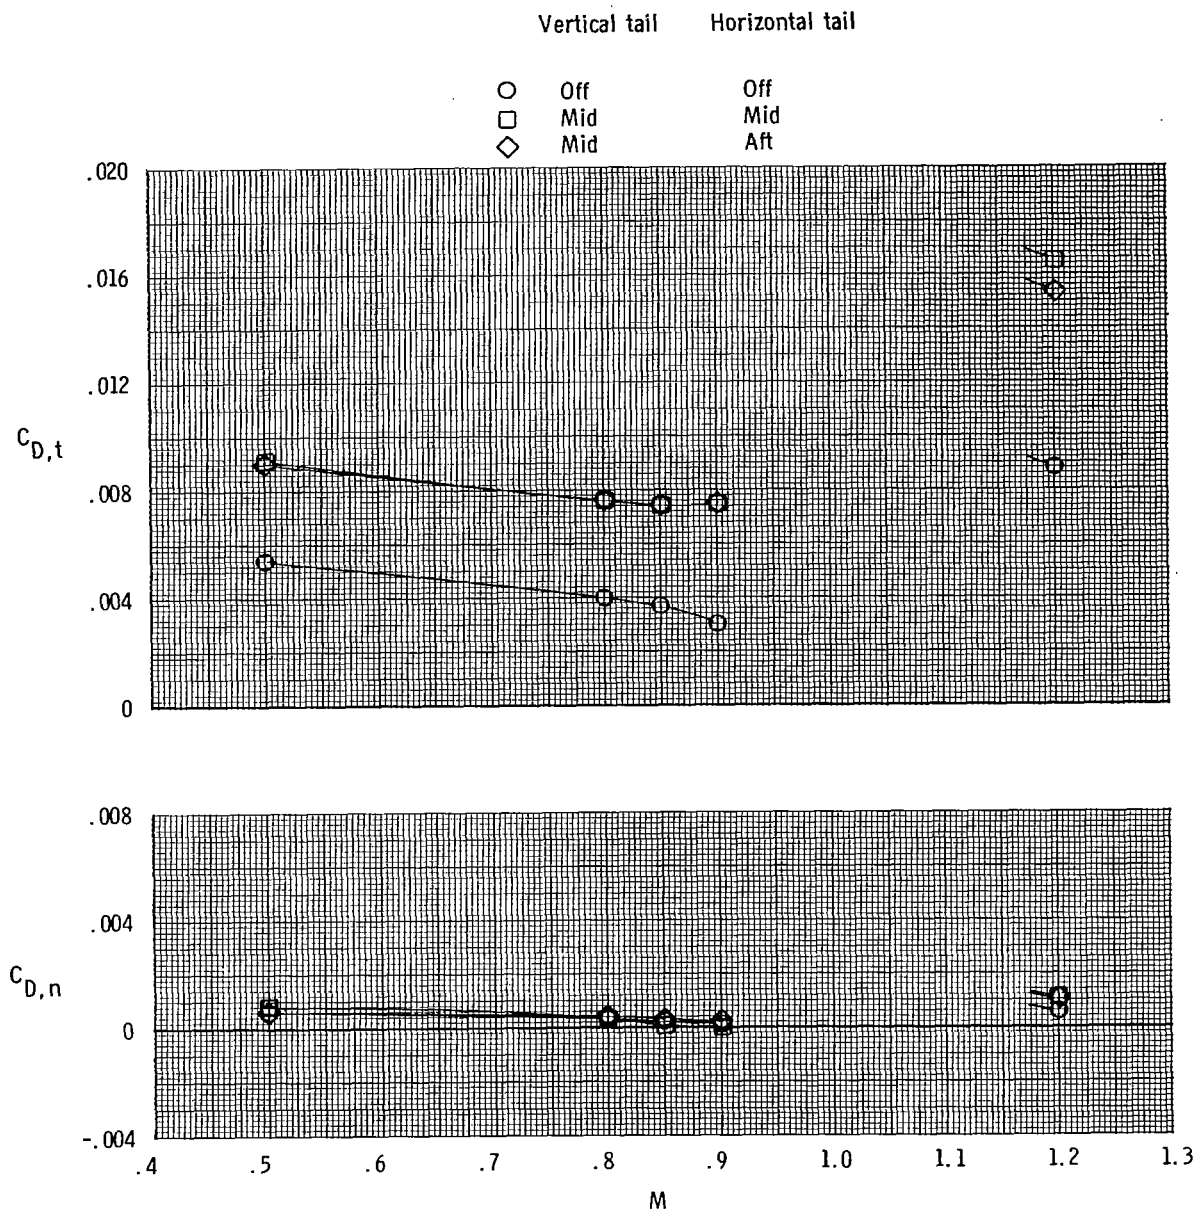 Vertical tail Horizontal tail
Off Off
Mid Mid
Mid Aft
.020
.016
.012
C_D,t
.008
.004
0
.008
.004
C_D,n
0
-.004
.4 .5 .6 .7 .8 .9 1.0 1.1 1.2 1.3
M